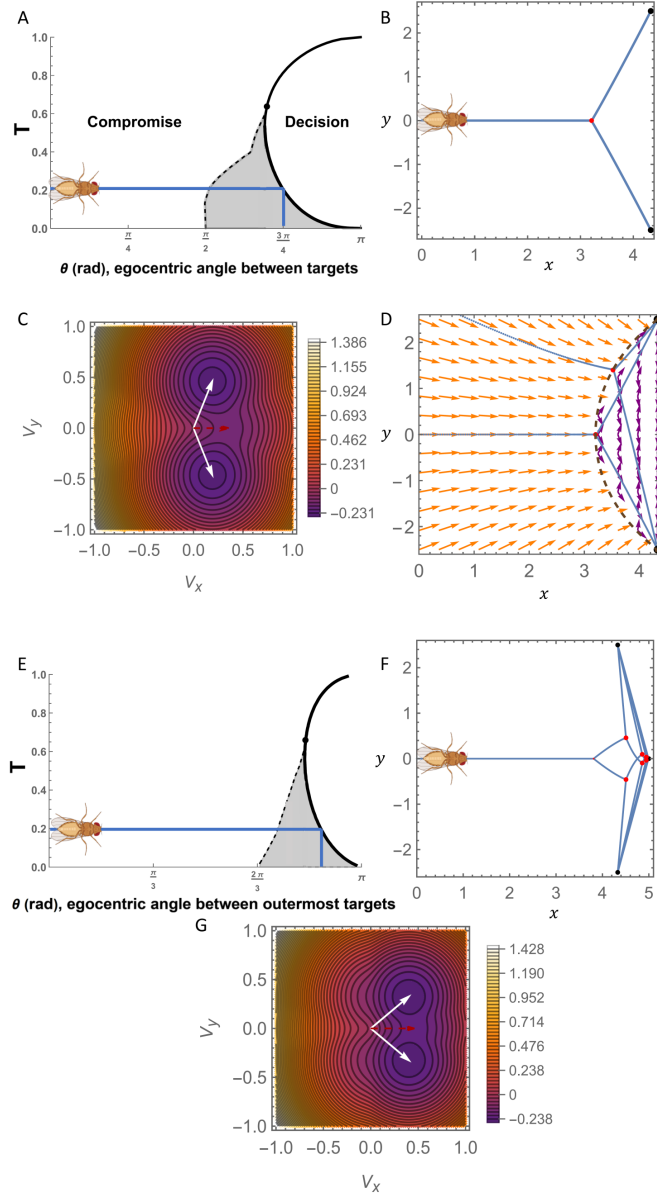 A
1.0
0.8
0.6
0.4
0.2
0.0
T
Compromise
Decision
π/4
π/2
3π/4
π
θ (rad), egocentric angle between targets
B
2
1
0
−1
−2
y
0
1
2
3
4
x
C
1.0
0.5
0.0
−0.5
−1.0
Vy
−1.0
−0.5
0.0
0.5
1.0
Vx
1.386
1.155
0.924
0.693
0.462
0.231
0
−0.231
D
2
1
0
−1
−2
y
0
1
2
3
4
x
E
1.0
0.8
0.6
0.4
0.2
0.0
T
π/3
2π/3
π
θ (rad), egocentric angle between outermost targets
F
2
1
0
−1
−2
y
0
1
2
3
4
5
x
G
1.0
0.5
0.0
−0.5
−1.0
Vy
−1.0
−0.5
0.0
0.5
1.0
Vx
1.428
1.190
0.952
0.714
0.476
0.238
0
−0.238